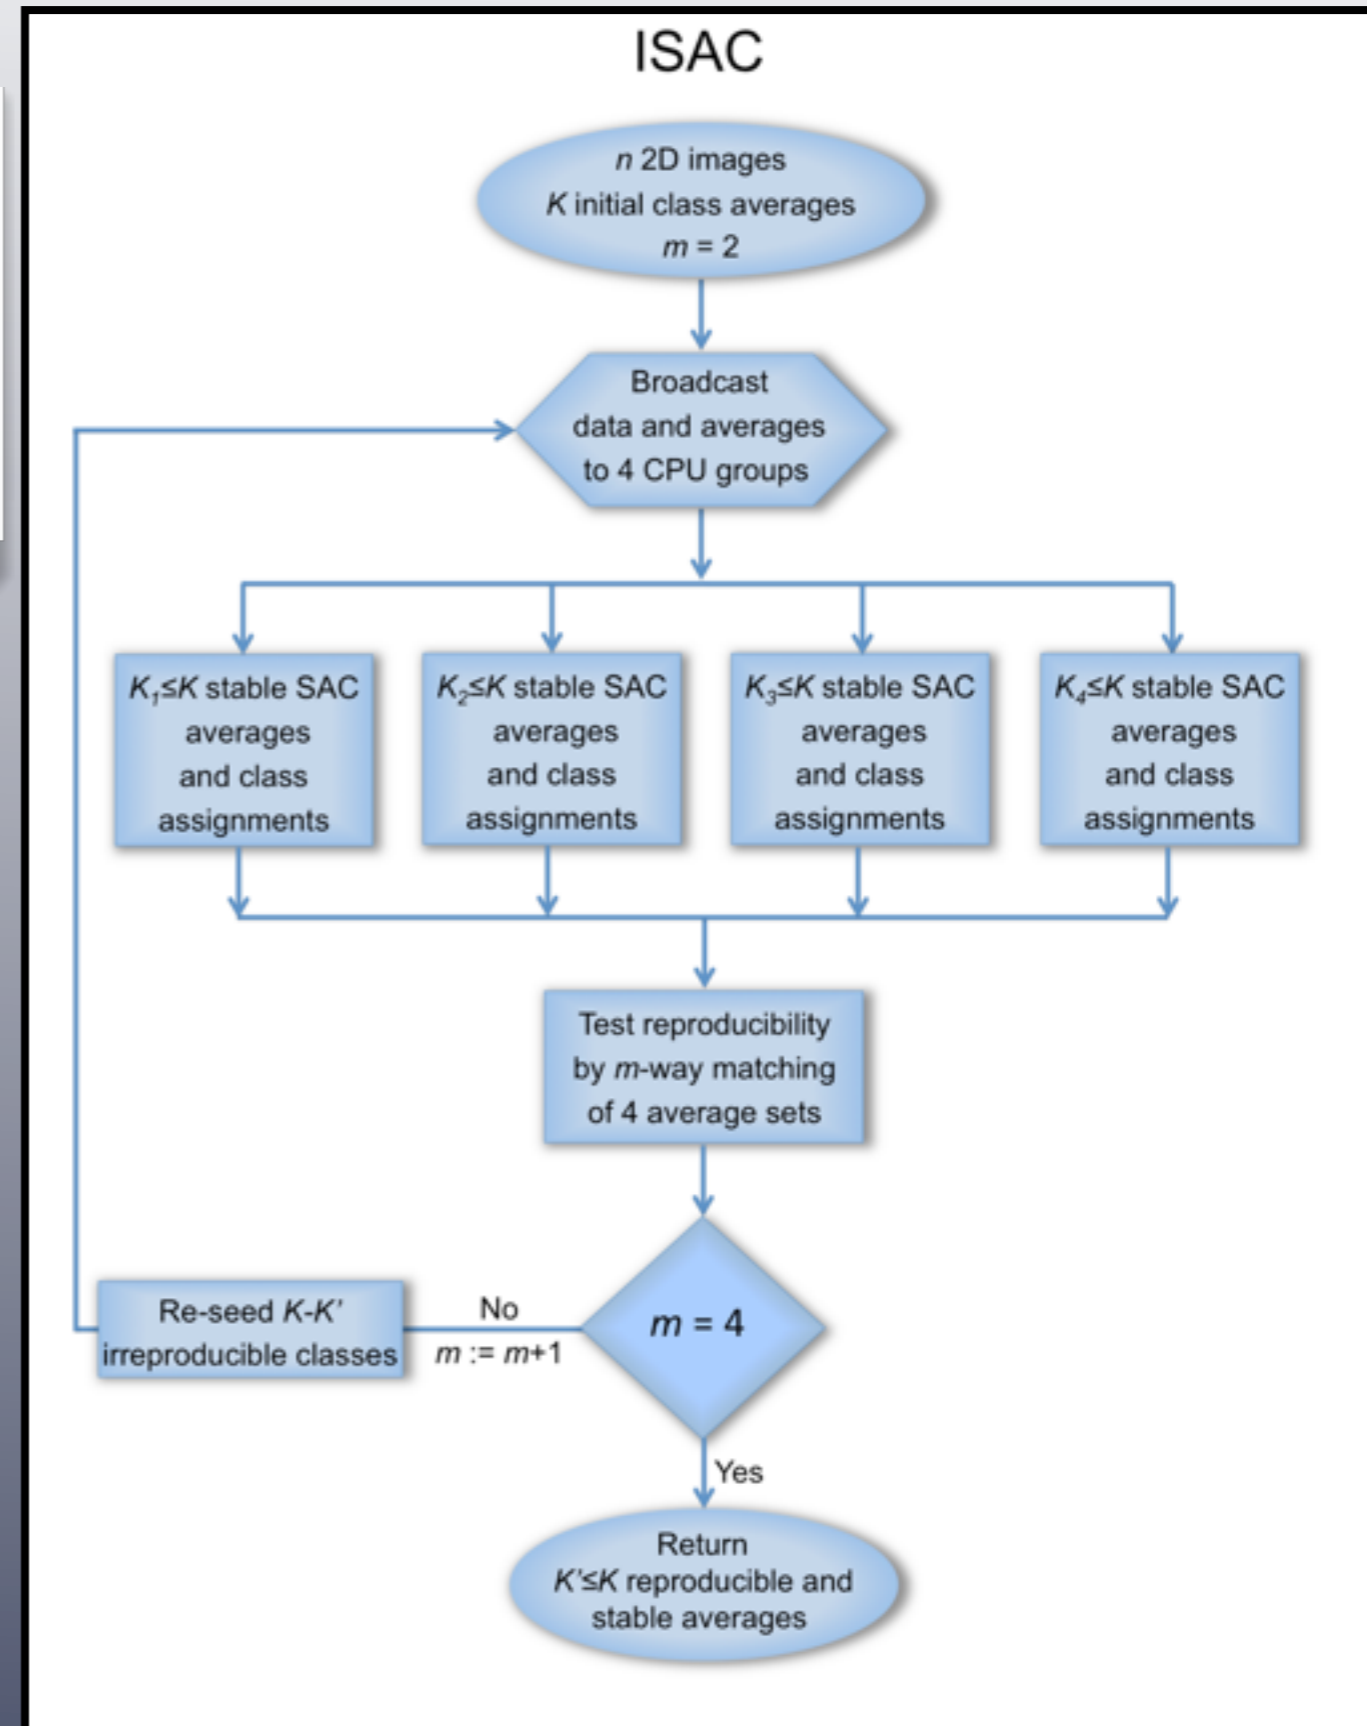 ISAC
n 2D images
K initial class averages
m = 2
Broadcast
data and averages
to 4 CPU groups
K₁≤K stable SAC
averages
and class
assignments
K₂≤K stable SAC
averages
and class
assignments
K₃≤K stable SAC
averages
and class
assignments
K₄≤K stable SAC
averages
and class
assignments
Test reproducibility
by m-way matching
of 4 average sets
m = 4
No
m := m+1
Re-seed K-K'
irreproducible classes
Yes
Return
K'≤K reproducible and
stable averages